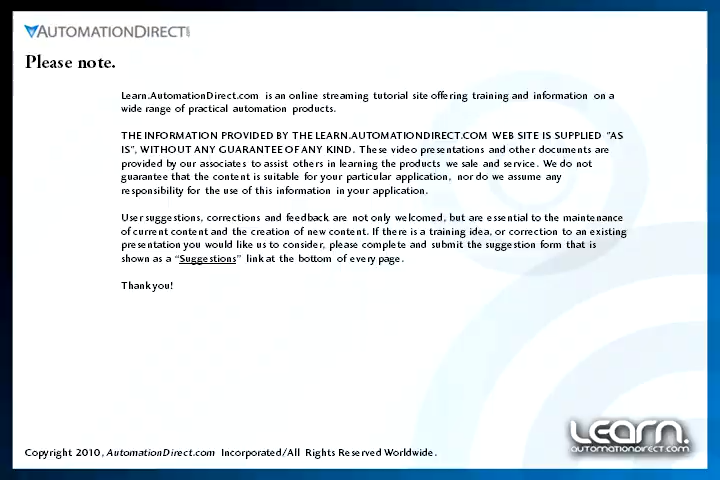 AUTOMATIONDIRECT
Please note.
Learn.AutomationDirect.com is an online streaming tutorial site offering training and information on a
wide range of practical automation products.
THE INFORMATION PROVIDED BY THE LEARN.AUTOMATIONDIRECT.COM WEB SITE IS SUPPLIED “AS
IS”, WITHOUT ANY GUARANTEE OF ANY KIND. These video presentations and other documents are
provided by our associates to assist others in learning the products we sale and service. We do not
guarantee that the content is suitable for your particular application, nor do we assume any
responsibility for the use of this information in your application.
User suggestions, corrections and feedback are not only welcomed, but are essential to the maintenance
of current content and the creation of new content. If there is a training idea, or correction to an existing
presentation you would like us to consider, please complete and submit the suggestion form that is
shown as a “Suggestions” link at the bottom of every page.
Thank you!
Learn.
automationdirect.com
Copyright 2010, AutomationDirect.com Incorporated/All Rights Reserved Worldwide.